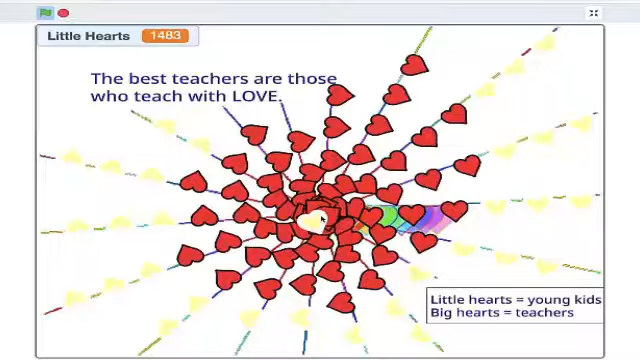 Little Hearts 1483
The best teachers are those
who teach with LOVE.
Little hearts = young kids
Big hearts = teachers